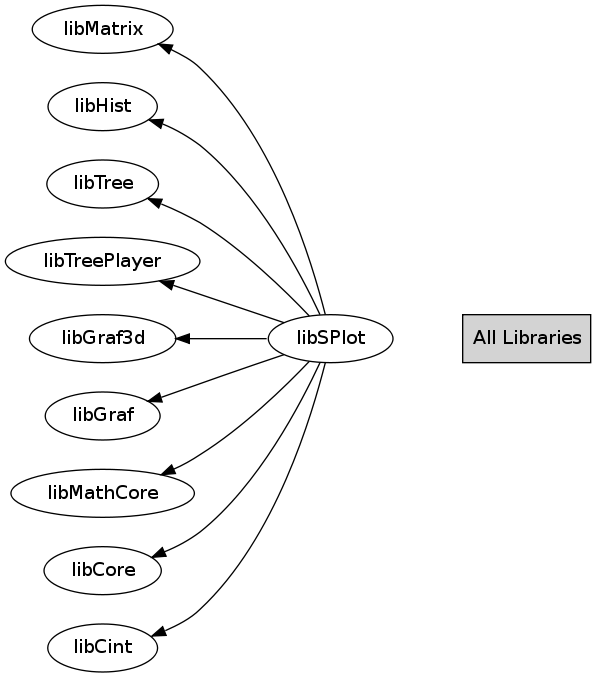 libMatrix
libHist
libTree
libTreePlayer
libGraf3d
libSPlot
All Libraries
libGraf
libMathCore
libCore
libCint